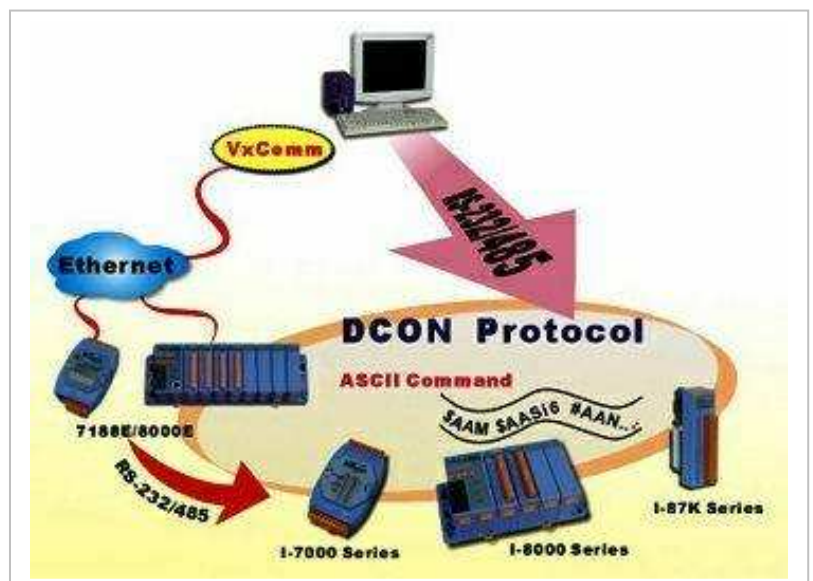 VxComm
RS-232/485
Ethernet
DCON Protocol
ASCII Command
$AAM $AASi6 #AAN...
7188E/8000E
RS-232/485
I-87K Series
I-7000 Series
I-8000 Series